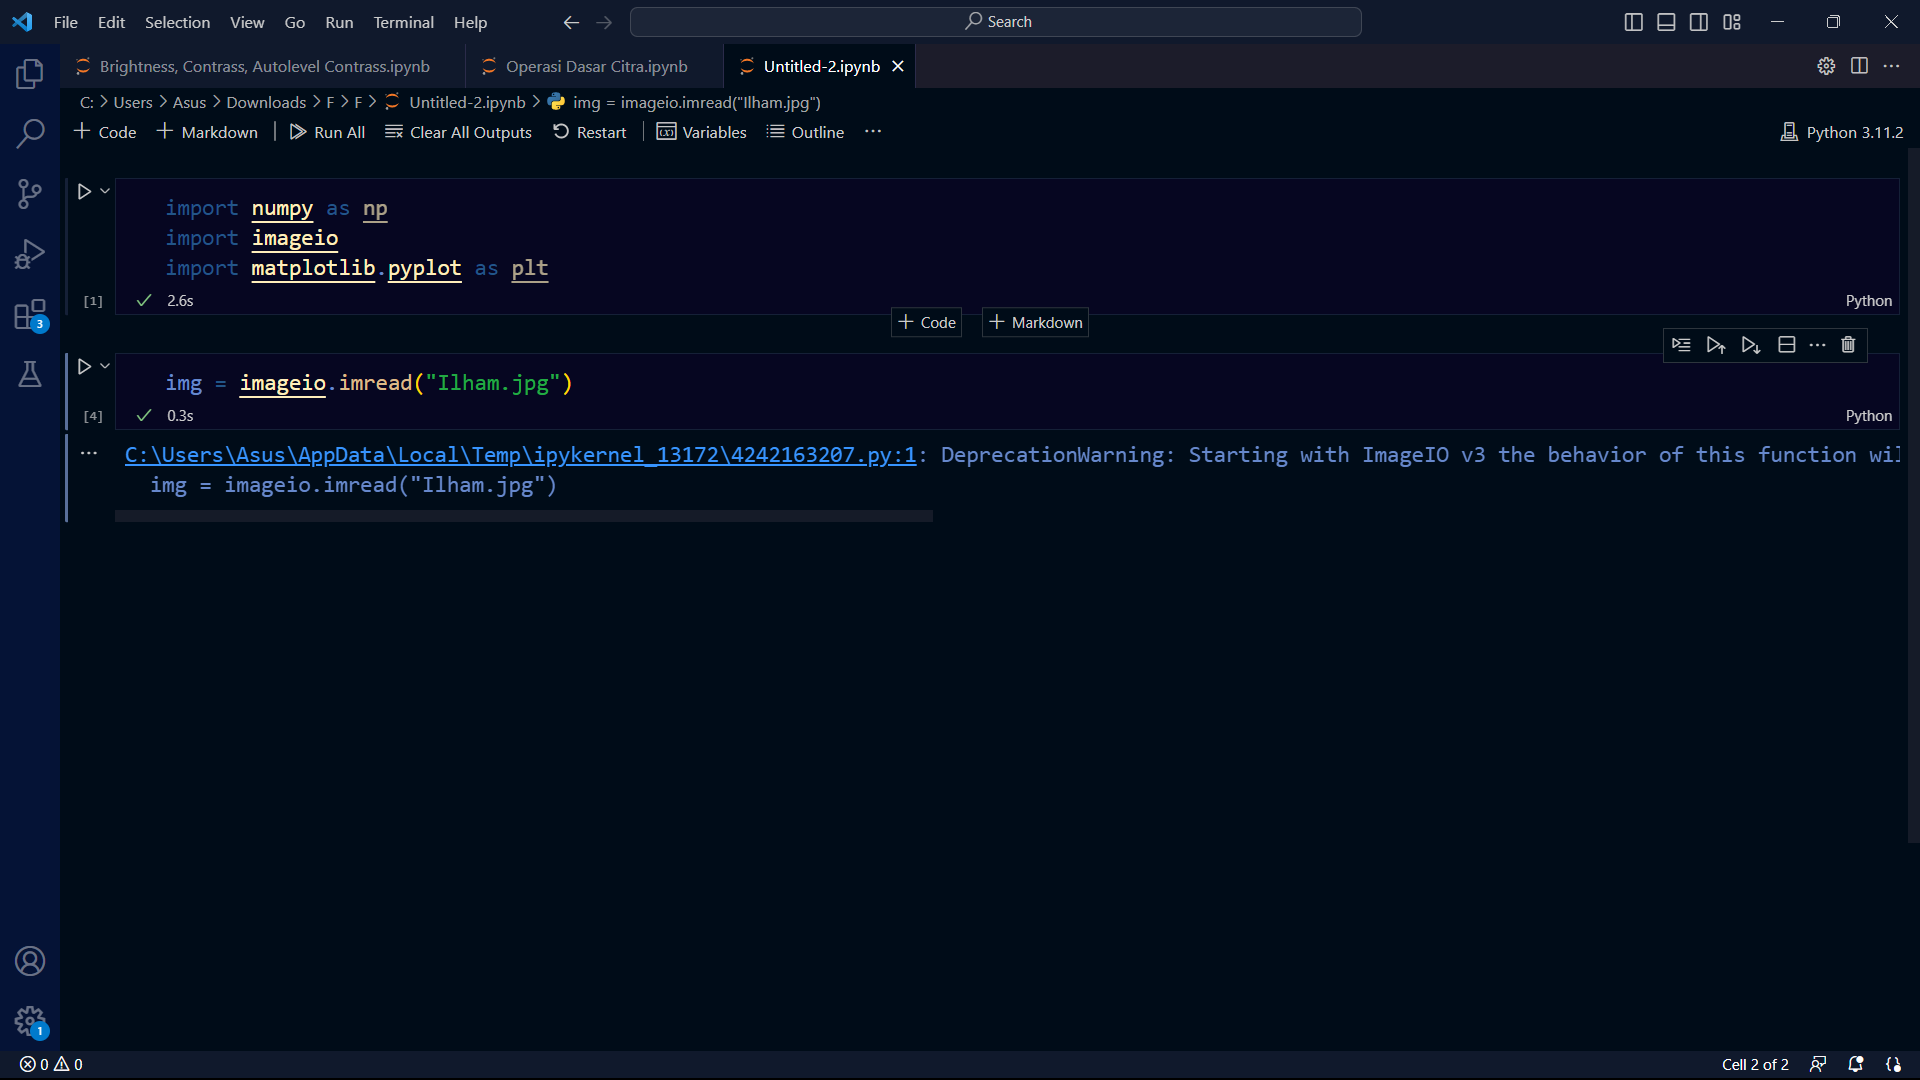 File Edit Selection View Go Run Terminal Help Search
Brightness, Contrass, Autolevel Contrass.ipynb Operasi Dasar Citra.ipynb Untitled-2.ipynb
C: > Users > Asus > Downloads > F > F > Untitled-2.ipynb > img = imageio.imread("Ilham.jpg")
+ Code + Markdown | Run All Clear All Outputs Restart | Variables Outline ··· Python 3.11.2
import numpy as np
import imageio
import matplotlib.pyplot as plt
[1] 2.6s Python
+ Code + Markdown
img = imageio.imread("Ilham.jpg")
[4] 0.3s Python
C:\Users\Asus\AppData\Local\Temp\ipykernel_13172\4242163207.py:1: DeprecationWarning: Starting with ImageIO v3 the behavior of this function wil
img = imageio.imread("Ilham.jpg")
3
1
0 0 Cell 2 of 2